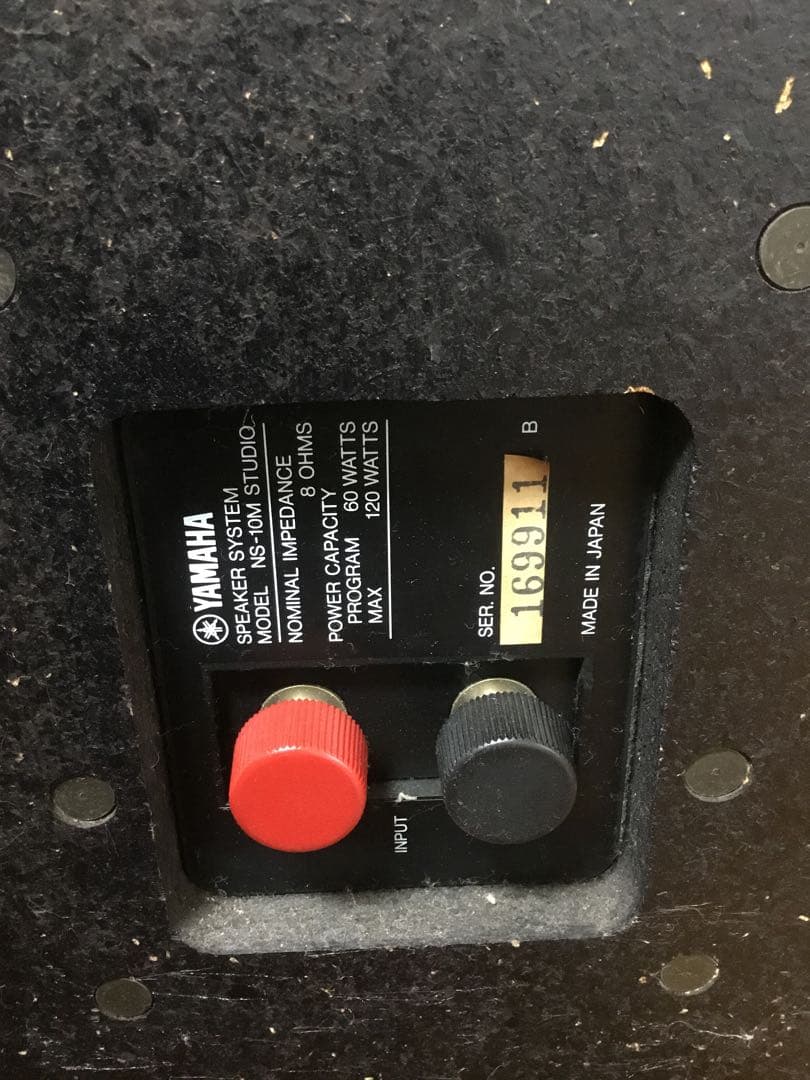 YAMAHA
SPEAKER SYSTEM
MODEL NS-10M STUDIO
NOMINAL IMPEDANCE
8 OHMS
POWER CAPACITY
PROGRAM 60 WATTS
MAX 120 WATTS
SER. NO.
169911
B
MADE IN JAPAN
INPUT